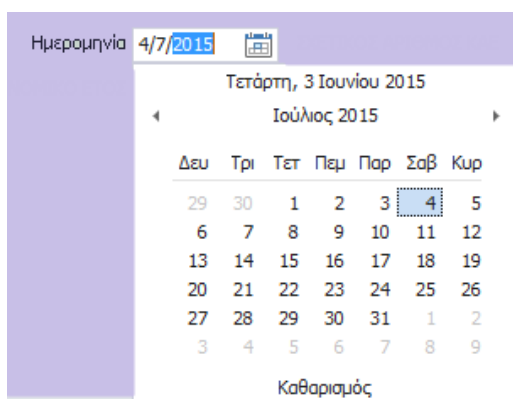 Ημερομηνία 4/7/2015
Τετάρτη, 3 Ιουνίου 2015
Ιούλιος 2015
Δευ Τρι Τετ Πεμ Παρ Σαβ Κυρ
29 30 1 2 3 4 5
6 7 8 9 10 11 12
13 14 15 16 17 18 19
20 21 22 23 24 25 26
27 28 29 30 31 1 2
3 4 5 6 7 8 9
Καθαρισμός